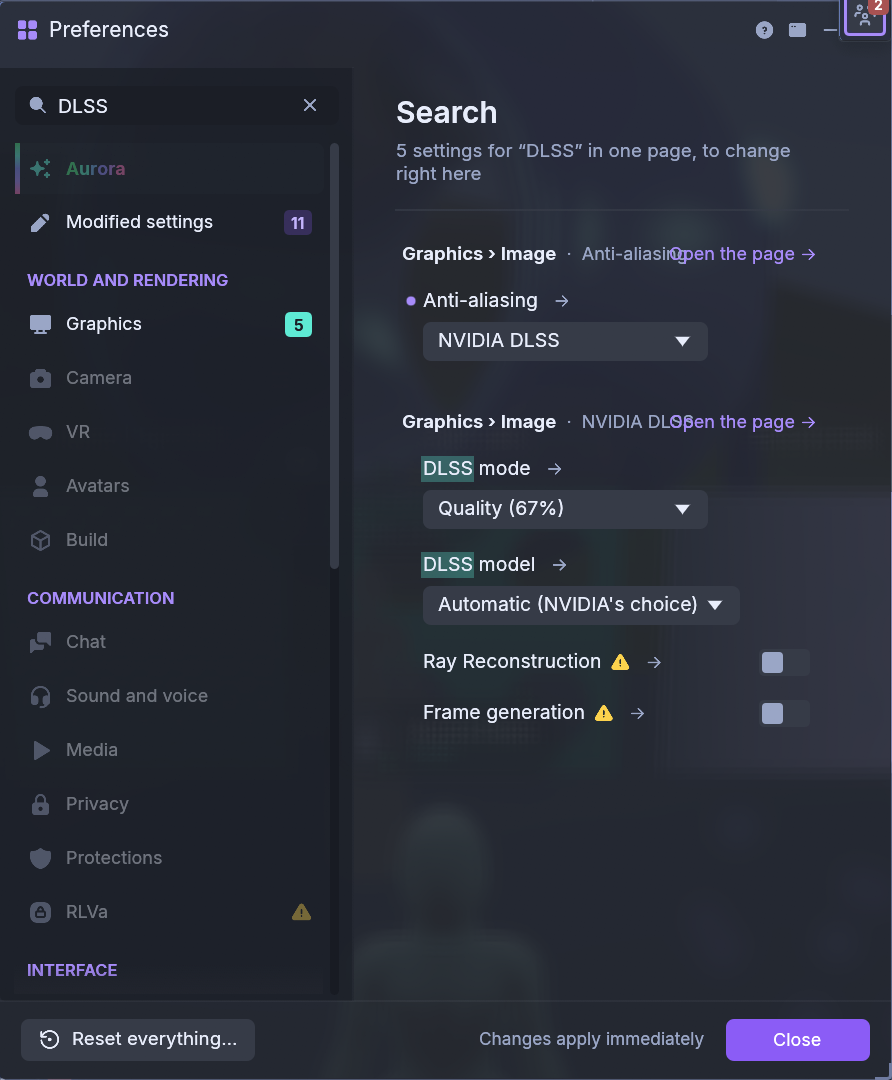 Preferences
2
DLSS
Aurora
Modified settings 11
WORLD AND RENDERING
Graphics 5
Camera
VR
Avatars
Build
COMMUNICATION
Chat
Sound and voice
Media
Privacy
Protections
RLVa
INTERFACE
Search
5 settings for “DLSS” in one page, to change
right here
Graphics › Image · Anti-aliasing Open the page →
Anti-aliasing →
NVIDIA DLSS
Graphics › Image · NVIDIA DLSS Open the page →
DLSS mode →
Quality (67%)
DLSS model →
Automatic (NVIDIA's choice)
Ray Reconstruction →
Frame generation →
Reset everything...
Changes apply immediately
Close